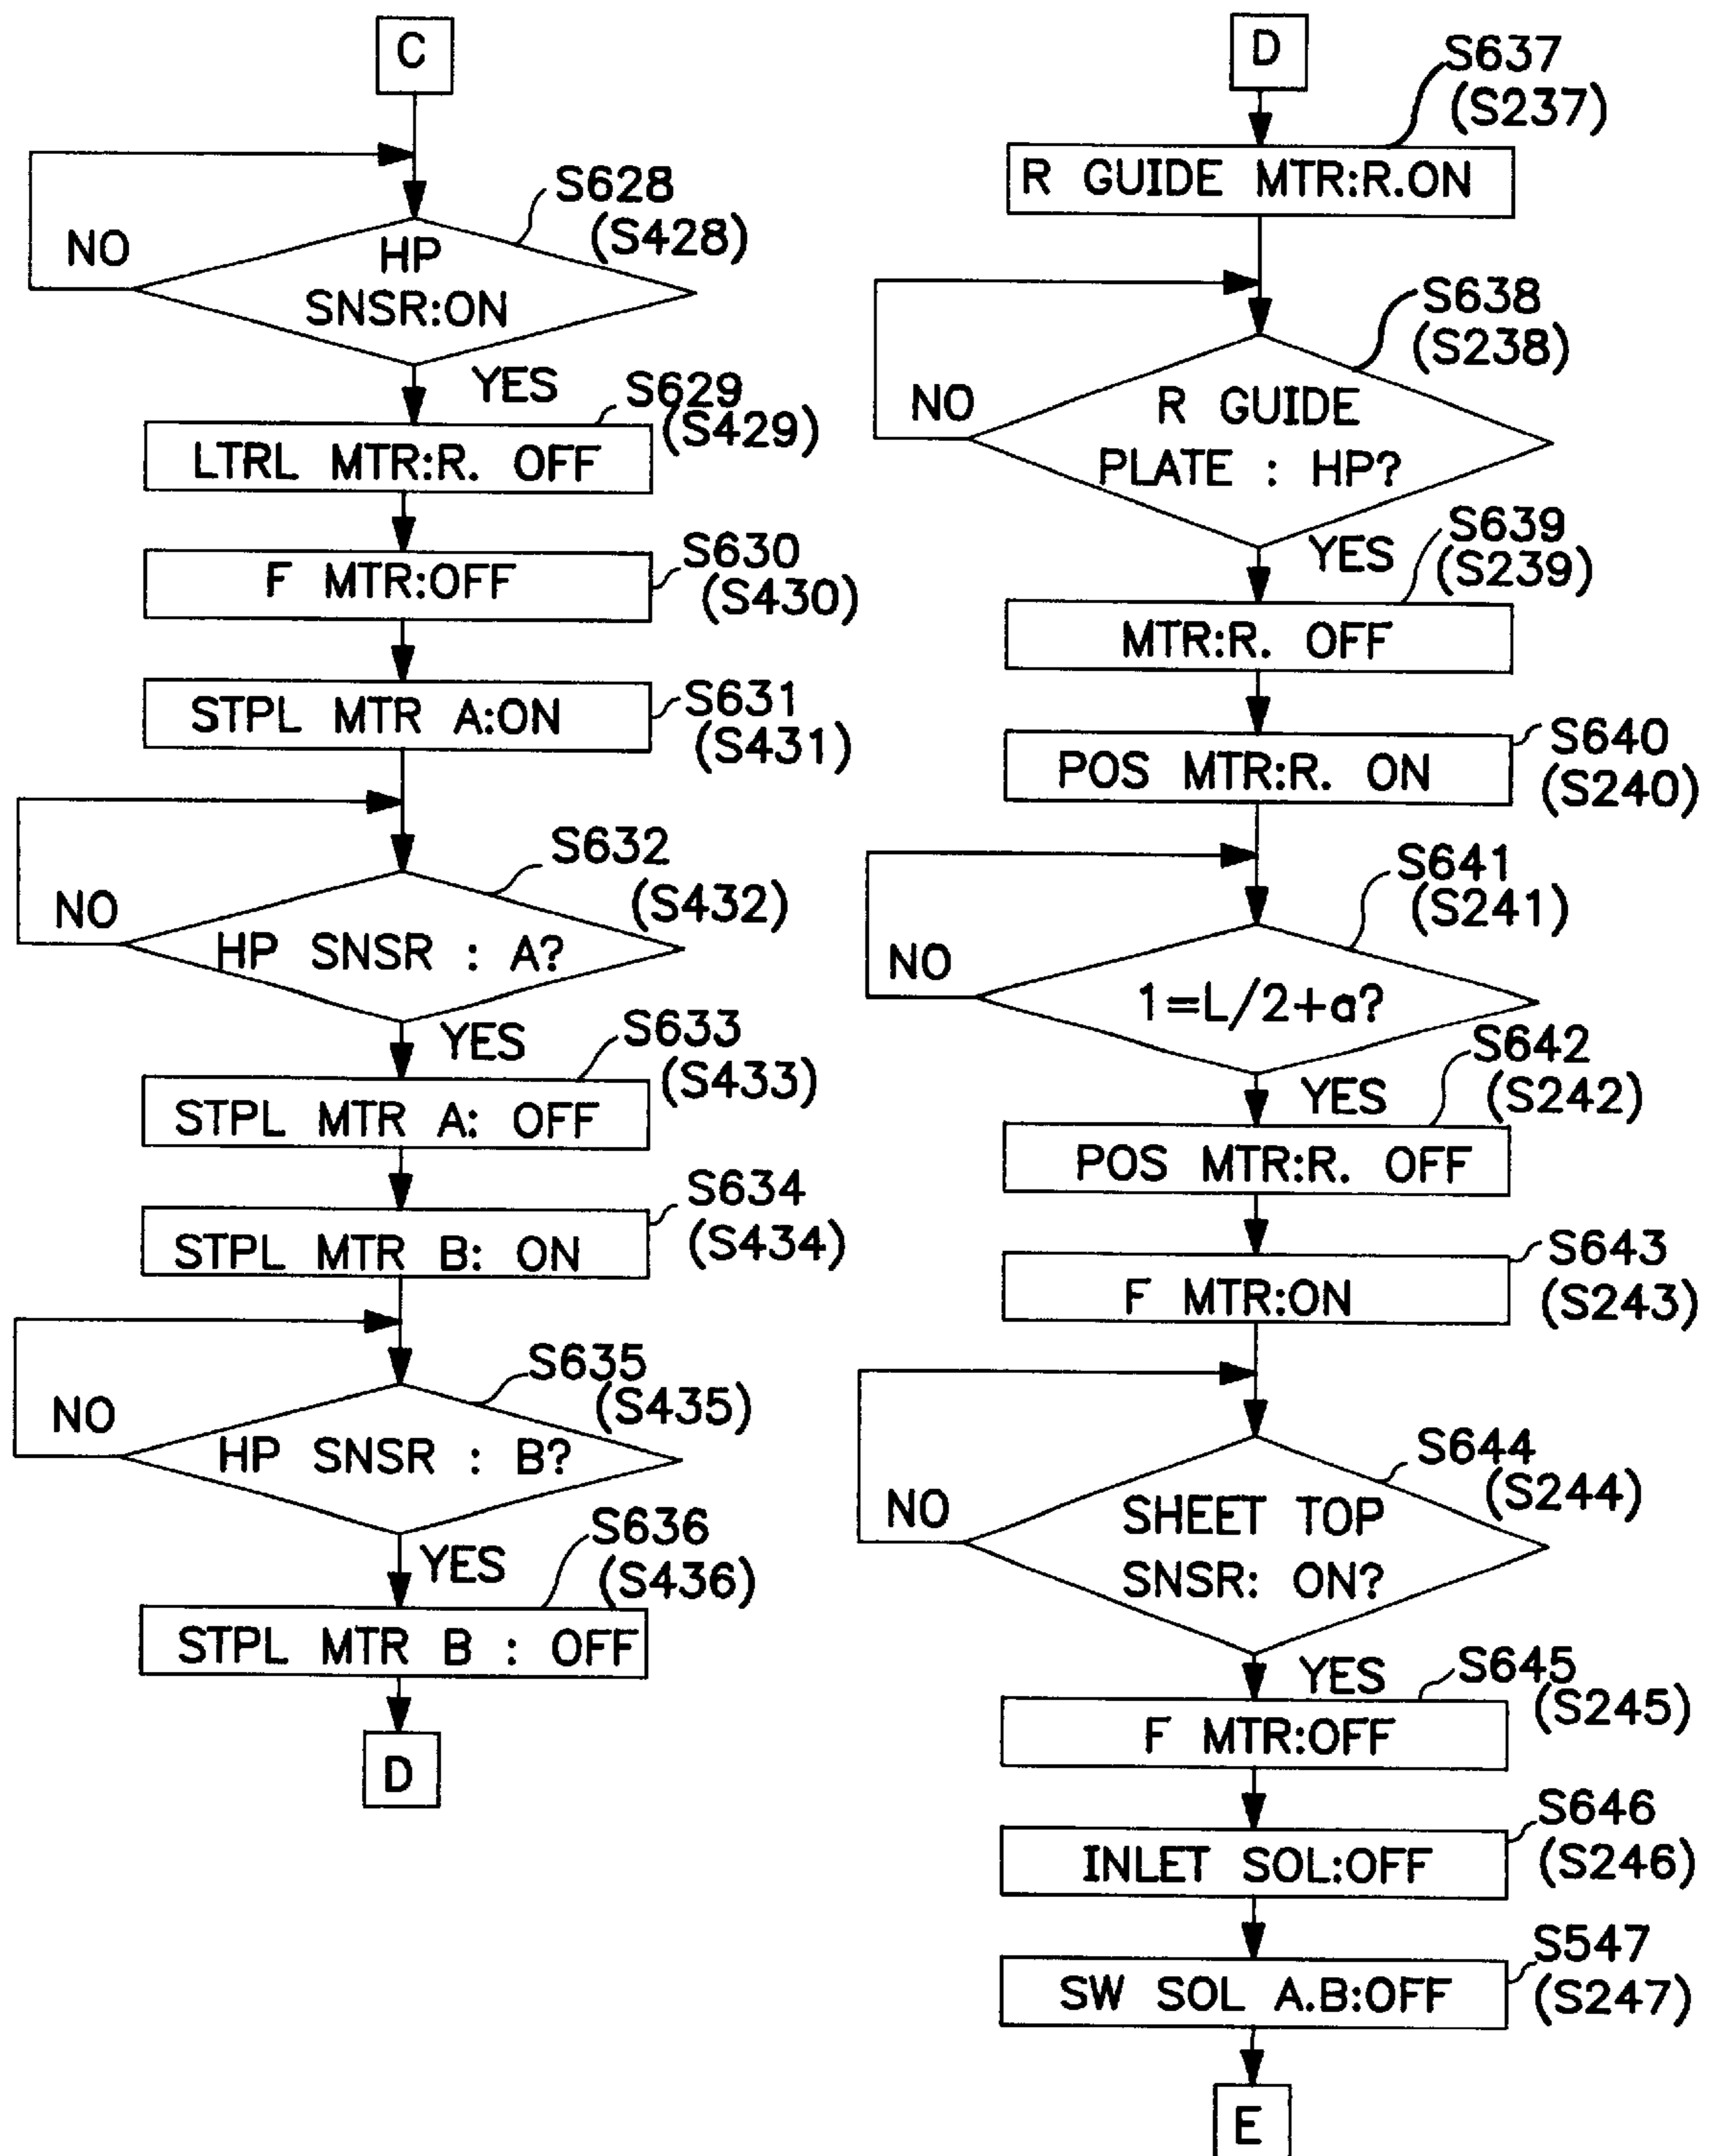 C
S628
(S428)
NO
HP
SNSR:ON
YES
S629
(S429)
LTRL MTR:R. OFF
F MTR:OFF
S630
(S430)
STPL MTR A:ON
S631
(S431)
S632
(S432)
NO
HP SNSR : A?
YES
S633
(S433)
STPL MTR A: OFF
S634
(S434)
STPL MTR B: ON
S635
(S435)
NO
HP SNSR : B?
YES
S636
(S436)
STPL MTR B : OFF
D
D
S637
(S237)
R GUIDE MTR:R.ON
S638
(S238)
NO
R GUIDE
PLATE : HP?
YES
S639
(S239)
MTR:R. OFF
POS MTR:R. ON
S640
(S240)
S641
(S241)
NO
1=L/2+a?
YES
S642
(S242)
POS MTR:R. OFF
F MTR:ON
S643
(S243)
S644
(S244)
NO
SHEET TOP
SNSR: ON?
YES
S645
(S245)
F MTR:OFF
INLET SOL:OFF
S646
(S246)
SW SOL A.B:OFF
S547
(S247)
E